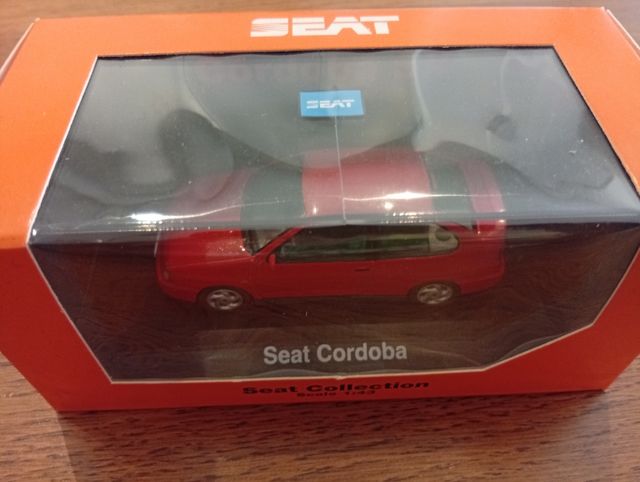 SEAT
SEAT
Seat Cordoba
Seat Collection
Scale 1:43